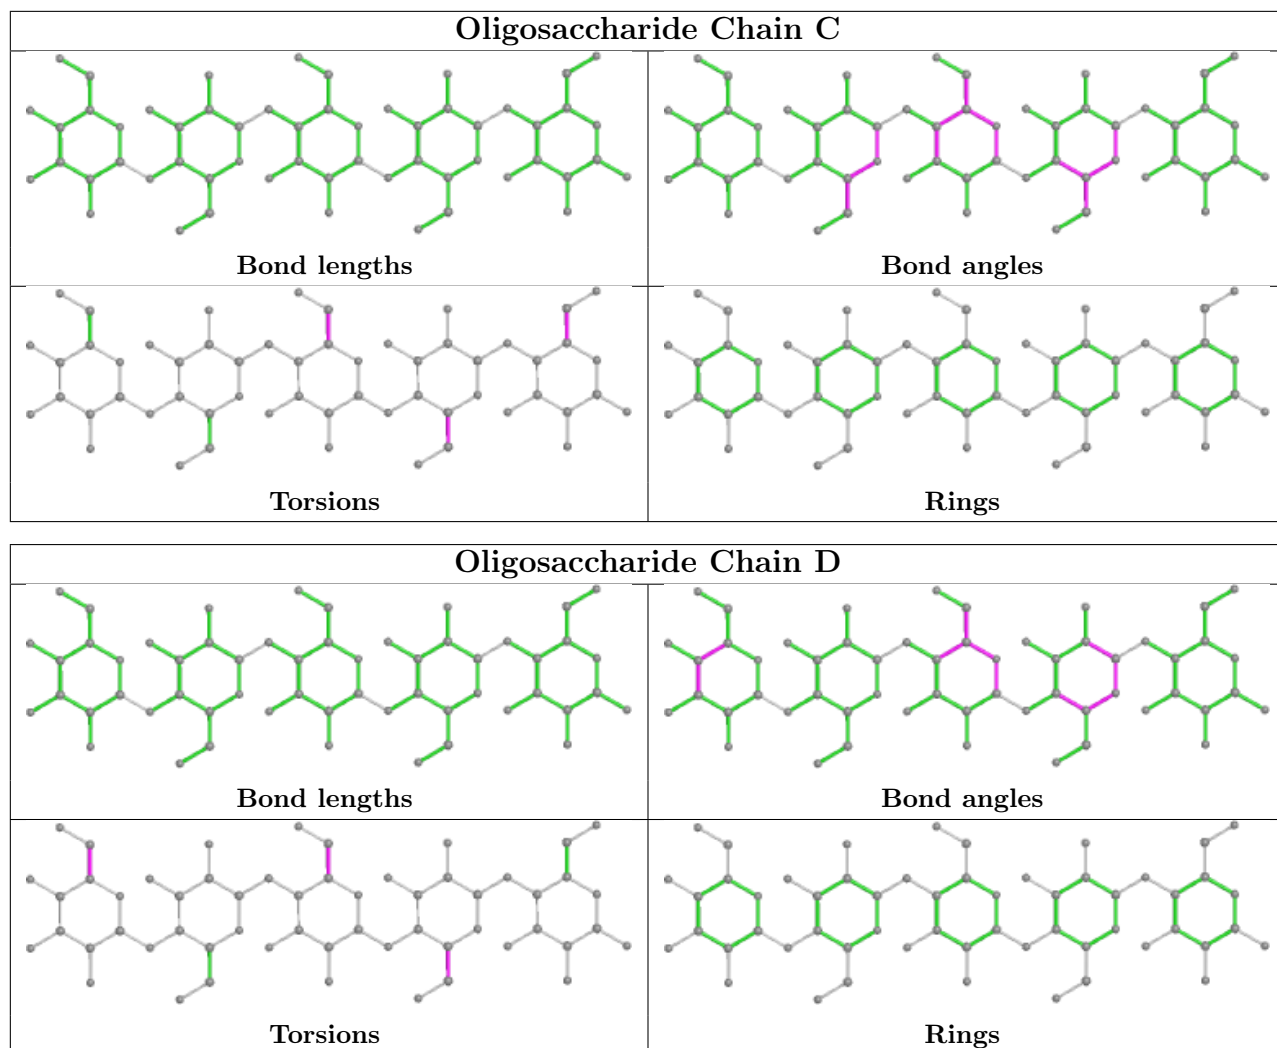 Oligosaccharide Chain C
Bond lengths
Bond angles
Torsions
Rings
Oligosaccharide Chain D
Bond lengths
Bond angles
Torsions
Rings